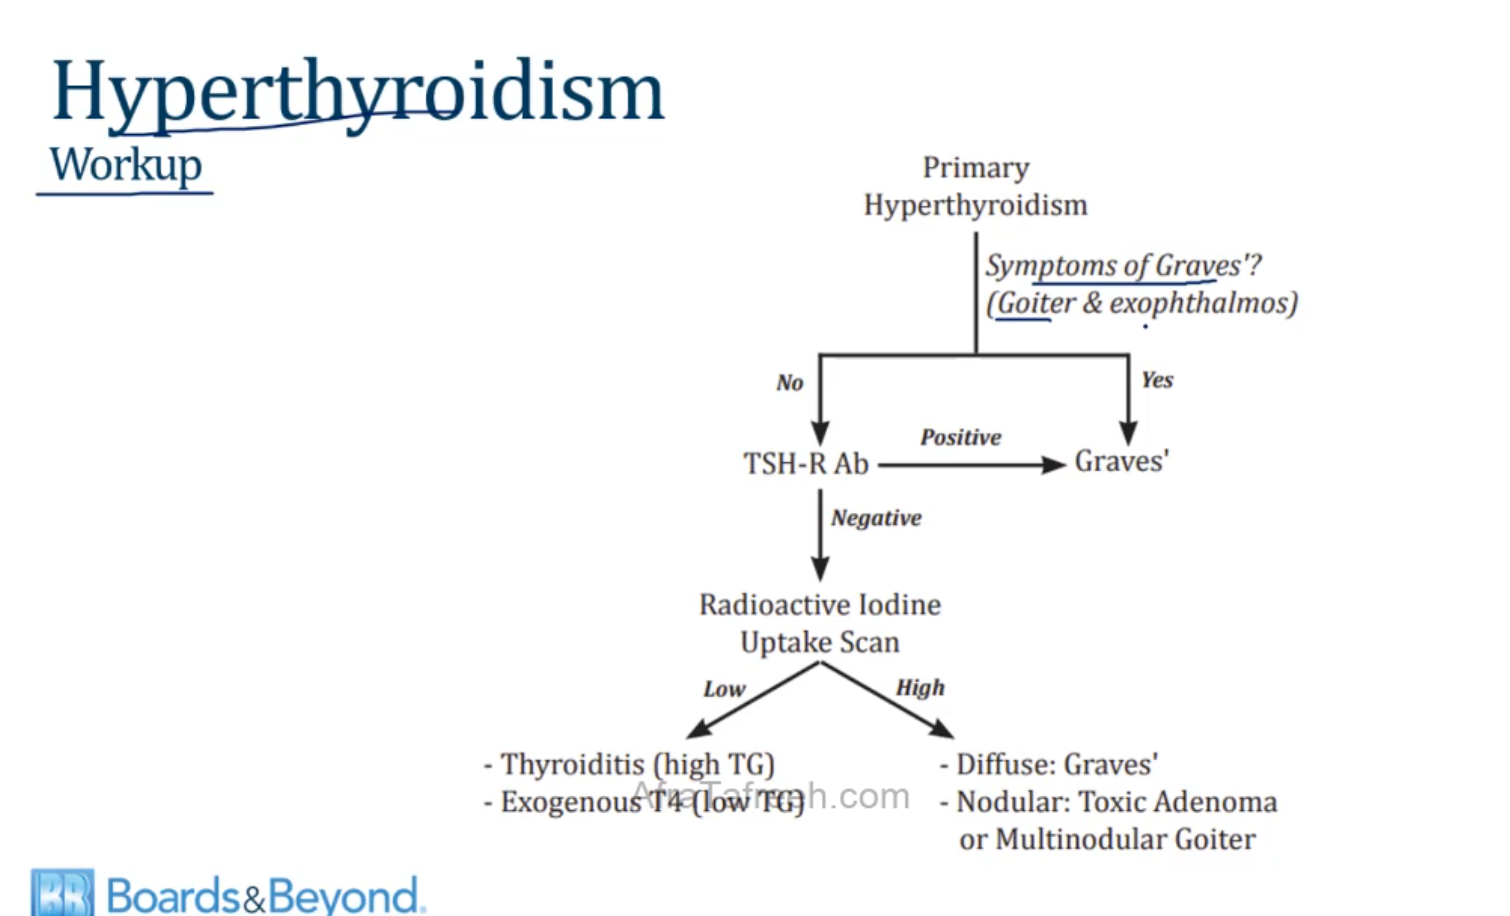 Hyperthyroidism
Workup
Primary
Hyperthyroidism
Symptoms of Graves'?
(Goiter & exophthalmos)
No
Yes
Positive
TSH-R Ab
Graves'
Negative
Radioactive Iodine
Uptake Scan
Low
High
- Thyroiditis (high TG)
- Exogenous T4 (low TG)
- Diffuse: Graves'
- Nodular: Toxic Adenoma
or Multinodular Goiter
AfraTafreeh.com
BB Boards&Beyond.